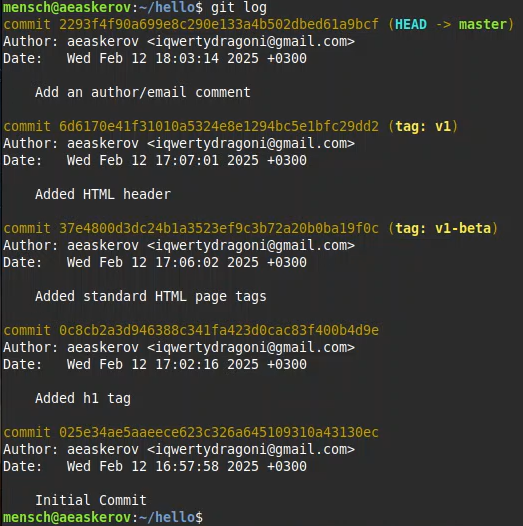 mensch@aeaskerov:~/hello$ git log
commit 2293f4f90a699e8c290e133a4b502dbed61a9bcf (HEAD -> master)
Author: aeaskerov <iqwertydragoni@gmail.com>
Date:   Wed Feb 12 18:03:14 2025 +0300
    Add an author/email comment
commit 6d6170e41f31010a5324e8e1294bc5e1bfc29dd2 (tag: v1)
Author: aeaskerov <iqwertydragoni@gmail.com>
Date:   Wed Feb 12 17:07:01 2025 +0300
    Added HTML header
commit 37e4800d3dc24b1a3523ef9c3b72a20b0ba19f0c (tag: v1-beta)
Author: aeaskerov <iqwertydragoni@gmail.com>
Date:   Wed Feb 12 17:06:02 2025 +0300
    Added standard HTML page tags
commit 0c8cb2a3d946388c341fa423d0cac83f400b4d9e
Author: aeaskerov <iqwertydragoni@gmail.com>
Date:   Wed Feb 12 17:02:16 2025 +0300
    Added h1 tag
commit 025e34ae5aaeece623c326a645109310a43130ec
Author: aeaskerov <iqwertydragoni@gmail.com>
Date:   Wed Feb 12 16:57:58 2025 +0300
    Initial Commit
mensch@aeaskerov:~/hello$